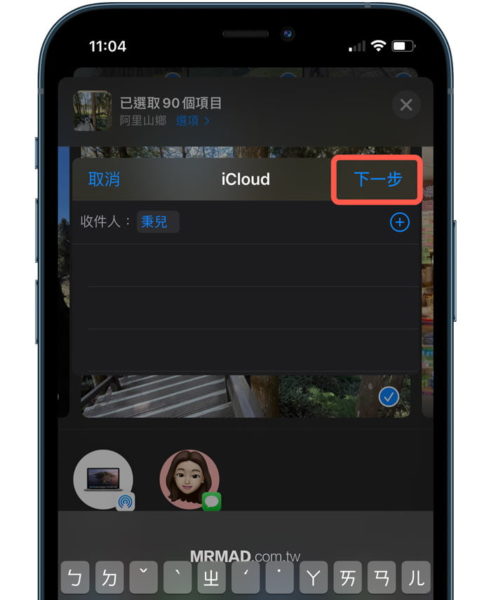 11:04
已選取 90 個項目
阿里山鄉 選項 >
取消 iCloud 下一步
收件人： 秉兒
MRMAD.com.tw
ㄅ ㄉ ˇ ˋ ㄓ ˊ ˙ ㄚ ㄞ ㄢ ㄦ